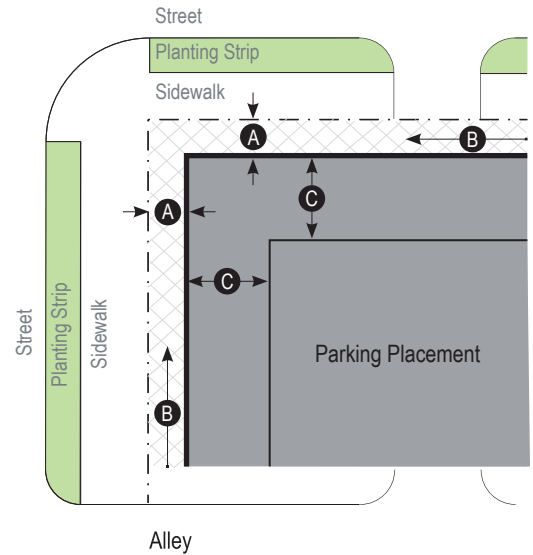 Street
Planting Strip
Sidewalk
A
B
C
A
C
Parking Placement
Street
Planting Strip
Sidewalk
B
Alley